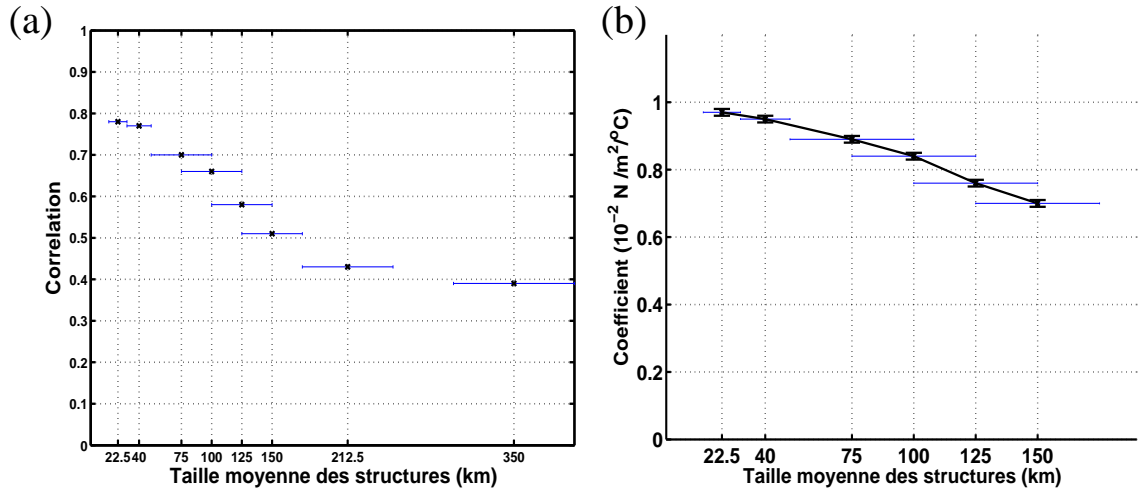 (a)
1
0.9
0.8
0.7
0.6
0.5
0.4
0.3
0.2
0.1
0
Correlation
22.5 40 75 100 125 150 212.5 350
Taille moyenne des structures (km)
(b)
1
0.8
0.6
0.4
0.2
0
Coefficient (10⁻² N /m²/°C)
22.5 40 75 100 125 150
Taille moyenne des structures (km)